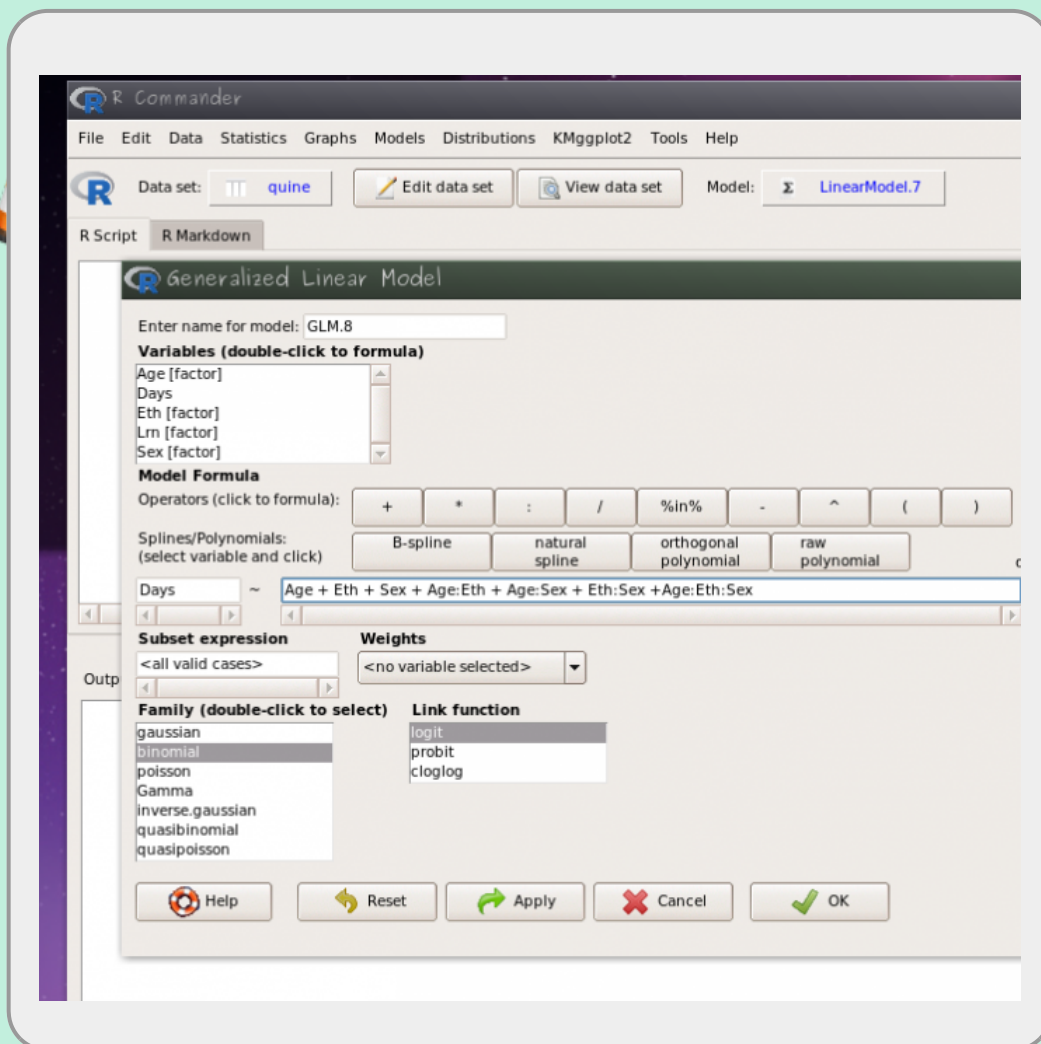 R Commander
File Edit Data Statistics Graphs Models Distributions KMggplot2 Tools Help
R Data set: quine Edit data set View data set Model: Σ LinearModel.7
R Script R Markdown
R Generalized Linear Model
Enter name for model: GLM.8
Variables (double-click to formula)
Age [factor]
Days
Eth [factor]
Lrn [factor]
Sex [factor]
Model Formula
Operators (click to formula): + * : / %in% - ^ ( )
Splines/Polynomials:
(select variable and click)
B-spline
natural
spline
orthogonal
polynomial
raw
polynomial
Days ~ Age + Eth + Sex + Age:Eth + Age:Sex + Eth:Sex +Age:Eth:Sex
Subset expression Weights
<all valid cases> <no variable selected>
Outp
Family (double-click to select) Link function
gaussian logit
binomial probit
poisson cloglog
Gamma
inverse.gaussian
quasibinomial
quasipoisson
Help Reset Apply Cancel OK